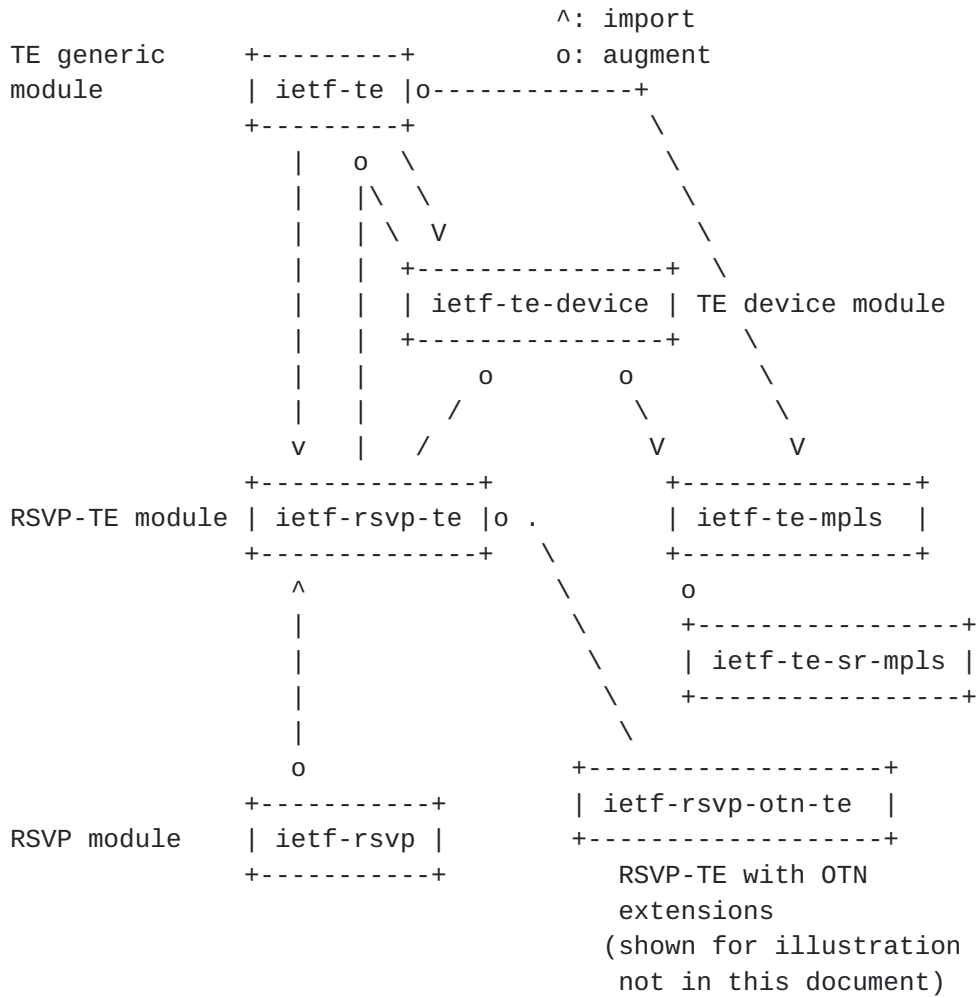 ^: import
TE generic +---------+ o: augment
module | ietf-te |o-------------+
+---------+ \
| o \ \
| |\ \ \
| | \ V \
| | +----------------+ \
| | | ietf-te-device | TE device module
| | +----------------+ \
| | o o \
| | / \ \
v | / V V
+--------------+ +---------------+
RSVP-TE module | ietf-rsvp-te |o . | ietf-te-mpls |
+--------------+ \ +---------------+
^ \ o
| \ +-----------------+
| \ | ietf-te-sr-mpls |
| \ +-----------------+
| \
o +-------------------+
+-----------+ | ietf-rsvp-otn-te |
RSVP module | ietf-rsvp | +-------------------+
+-----------+ RSVP-TE with OTN
extensions
(shown for illustration
not in this document)